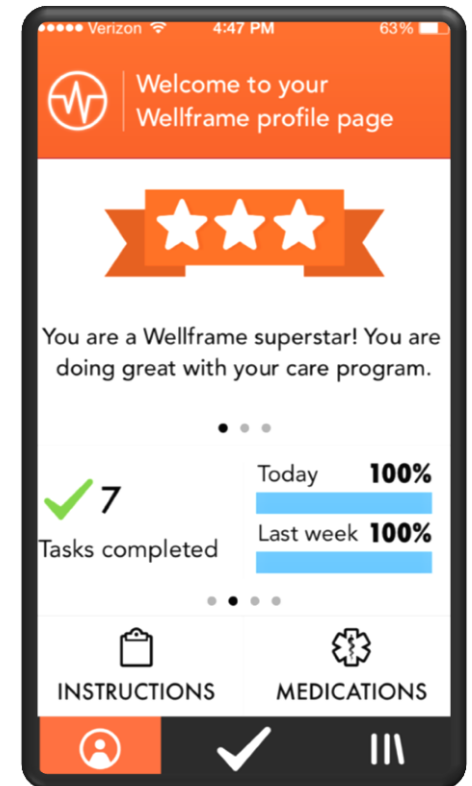 Verizon 4:47 PM 63%
Welcome to your
Wellframe profile page
You are a Wellframe superstar! You are
doing great with your care program.
7
Tasks completed
Today 100%
Last week 100%
INSTRUCTIONS
MEDICATIONS